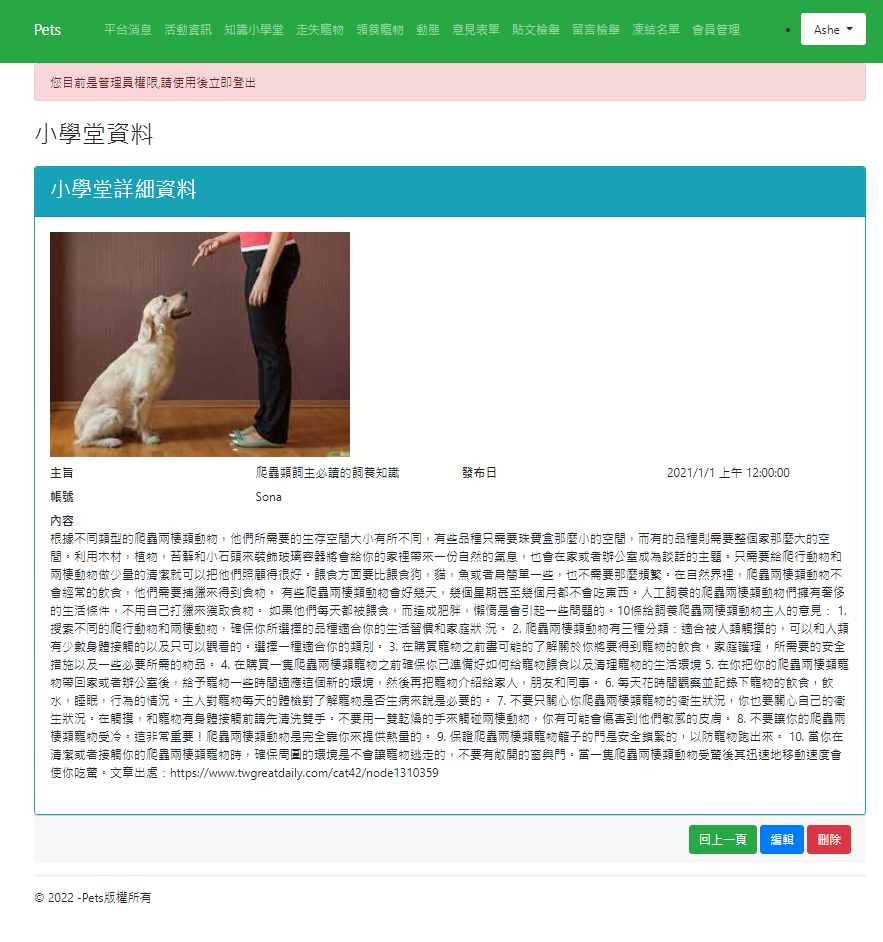 Pets 平台消息 活動資訊 知識小學堂 走失寵物 領養寵物 動態 意見表單 貼文檢舉 留言檢舉 凍結名單 會員管理 Ashe
您目前是管理員權限,請使用後立即登出
小學堂資料
小學堂詳細資料
主旨 爬蟲類飼主必讀的飼養知識 發布日 2021/1/1 上午 12:00:00
帳號 Sona
內容
根據不同類型的爬蟲兩棲類動物，他們所需要的生存空間大小有所不同，有些品種只需要珠寶盒那麼小的空間，而有的品種則需要整個家那麼大的空
間。利用木材，植物，苔蘚和小石頭來裝飾玻璃容器將會給你的家裡帶來一份自然的氣息，也會在家或者辦公室成為談話的主題。只需要給爬行動物和
兩棲動物做少量的清潔就可以把他們照顧得很好。餵食方面要比餵食狗，貓，魚或者鳥簡單一些，也不需要那麼頻繁。在自然界裡，爬蟲兩棲類動物不
會經常的飲食，他們需要捕獵來得到食物。 有些爬蟲兩棲類動物會好幾天，幾個星期甚至幾個月都不會吃東西。人工飼養的爬蟲兩棲類動物們擁有奢侈
的生活條件，不用自己打獵來獲取食物。 如果他們每天都被餵食，而造成肥胖，懶惰是會引起一些問題的。10條給飼養爬蟲兩棲類動物主人的意見： 1.
搜索不同的爬行動物和兩棲動物，確保你所選擇的品種適合你的生活習慣和家庭狀 況。 2. 爬蟲兩棲類動物有三種分類：適合被人類觸摸的，可以和人類
有少數身體接觸的以及只可以觀看的。選擇一種適合你的類別。 3. 在購買寵物之前盡可能的了解關於你將要得到寵物的飲食，家庭護理，所需要的安全
措施以及一些必要所需的物品。 4. 在購買一隻爬蟲兩棲類寵物之前確保你已準備好如何給寵物餵食以及清理寵物的生活環境 5. 在你把你的爬蟲兩棲類寵
物帶回家或者辦公室後，給予寵物一些時間適應這個新的環境，然後再把寵物介紹給家人，朋友和同事。 6. 每天花時間觀察並記錄下寵物的飲食，飲
水，睡眠，行為的情況。主人對寵物每天的體檢對了解寵物是否生病來說是必要的。 7. 不要只關心你爬蟲兩棲類寵物的衛生狀況，你也要關心自己的衛
生狀況。在觸摸，和寵物有身體接觸前請先清洗雙手。不要用一雙乾燥的手來觸碰兩棲動物，你有可能會傷害到他們敏感的皮膚。 8. 不要讓你的爬蟲兩
棲類寵物受冷。這非常重要！爬蟲兩棲類動物是完全靠你來提供熱量的。 9. 保證爬蟲兩棲類寵物籠子的門是安全鎖緊的，以防寵物跑出來。 10. 當你在
清潔或者接觸你的爬蟲兩棲類寵物時，確保周圍的環境是不會讓寵物逃走的，不要有敞開的窗與門。當一隻爬蟲兩棲類動物受驚後其迅速地移動速度會
使你吃驚。文章出處：https://www.twgreatdaily.com/cat42/node1310359
回上一頁 編輯 刪除
© 2022 -Pets版權所有